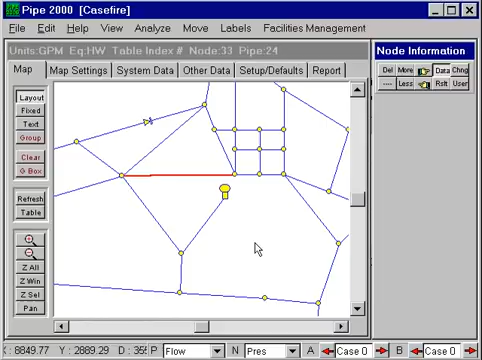 Pipe 2000 [Casefire]
File Edit View Analyze Move Labels Facilities Management
Units:GPM Eq:HW Table Index # Node:33 Pipe:24
Node Information
Map Map Settings System Data Other Data Setup/Defaults Report
Del More Data Chng
---- Less Rslt User
Layout
Fixed
Text
Group
Clear
G Box
Refresh
Table
Z All
Z Win
Z Sel
Pan
X : 8849.77 Y : 2889.29 D : 355 P Flow N Pres A Case 0 B Case 0